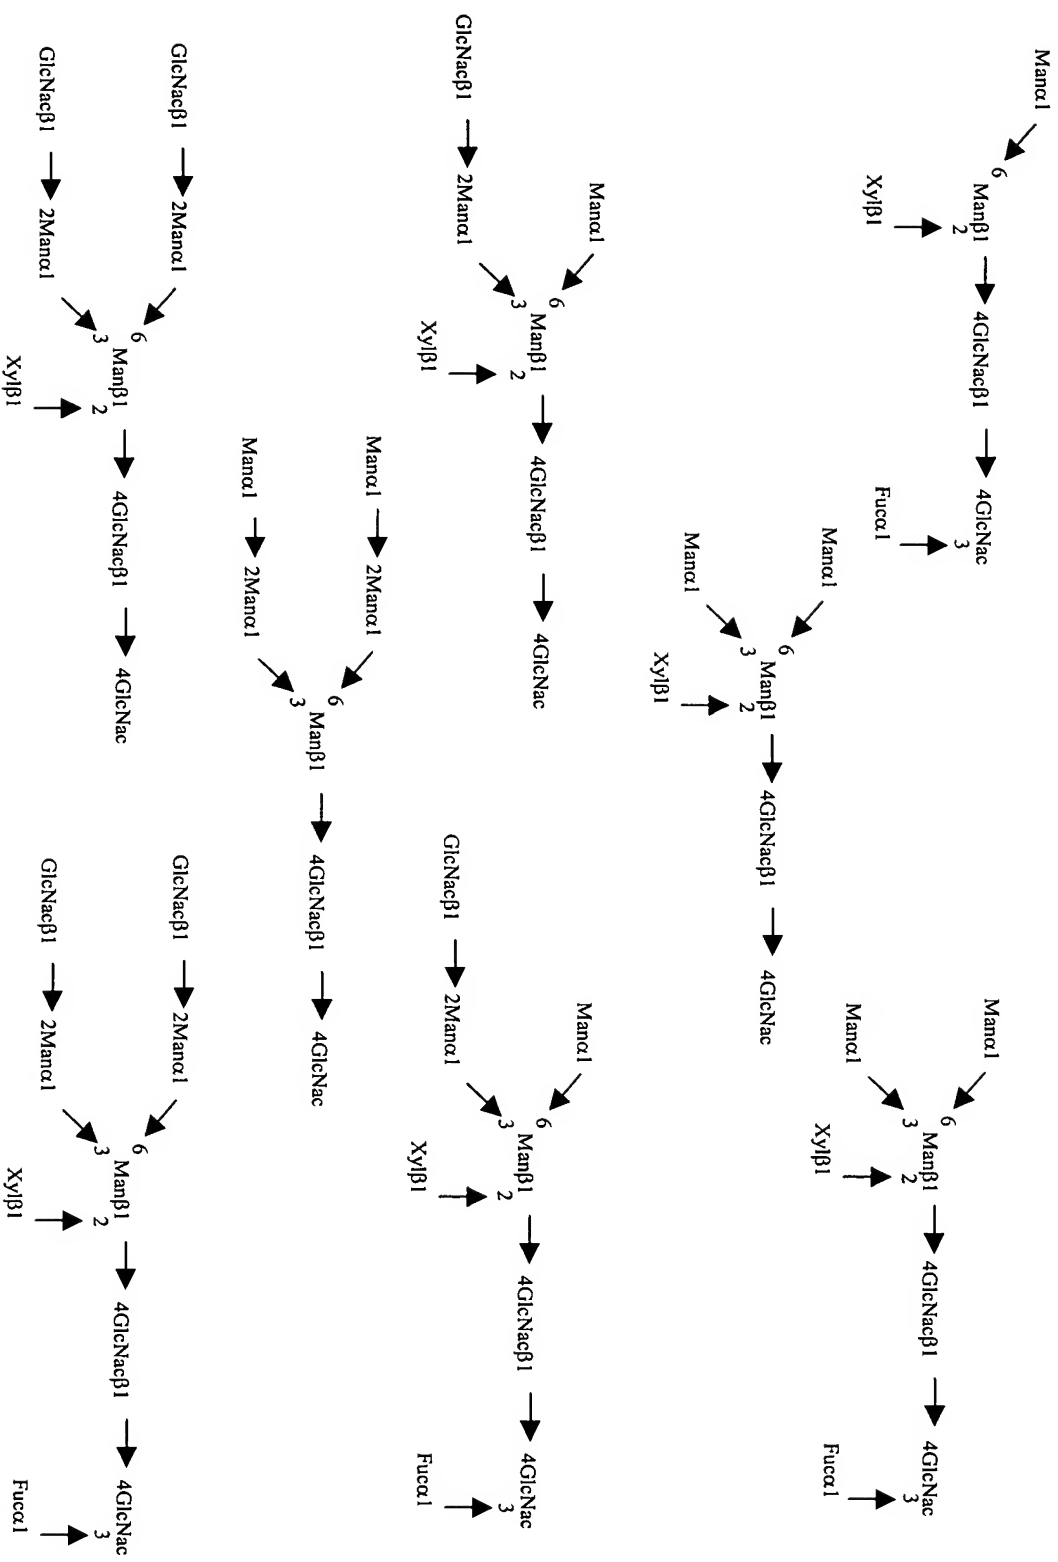 Manα1
6
Manβ1 → 4GlcNacβ1 → 4GlcNac
2 3
Xylβ1 Fucα1
Manα1
6
Manβ1 → 4GlcNacβ1 → 4GlcNac
3 2 3
Manα1 Xylβ1 Fucα1
Manα1
6
Manβ1 → 4GlcNacβ1 → 4GlcNac
3 2
Manα1 Xylβ1
Manα1
6
Manβ1 → 4GlcNacβ1 → 4GlcNac
3 2
GlcNacβ1 → 2Manα1 Xylβ1
Manα1
6
Manβ1 → 4GlcNacβ1 → 4GlcNac
3 2 3
GlcNacβ1 → 2Manα1 Xylβ1 Fucα1
Manα1 → 2Manα1
6
Manβ1 → 4GlcNacβ1 → 4GlcNac
3
Manα1 → 2Manα1
GlcNacβ1 → 2Manα1
6
Manβ1 → 4GlcNacβ1 → 4GlcNac
3 2
GlcNacβ1 → 2Manα1 Xylβ1
GlcNacβ1 → 2Manα1
6
Manβ1 → 4GlcNacβ1 → 4GlcNac
3 2 3
GlcNacβ1 → 2Manα1 Xylβ1 Fucα1